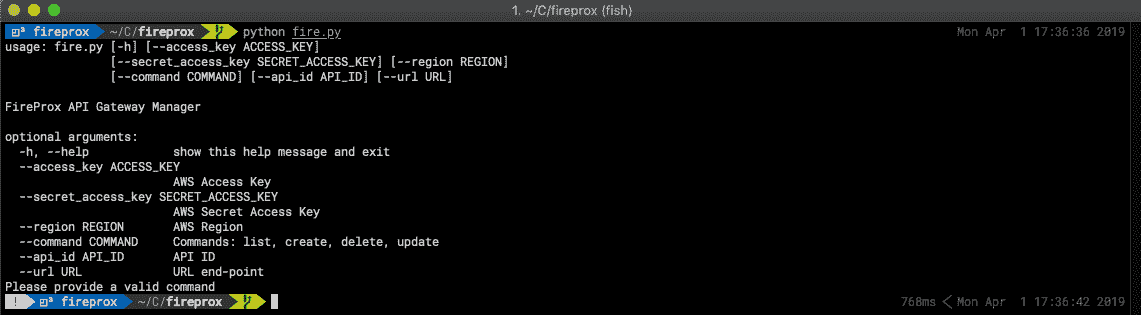 1. ~/C/fireprox (fish)
fireprox ~/C/fireprox python fire.py Mon Apr 1 17:36:36 2019
usage: fire.py [-h] [--access_key ACCESS_KEY]
[--secret_access_key SECRET_ACCESS_KEY] [--region REGION]
[--command COMMAND] [--api_id API_ID] [--url URL]
FireProx API Gateway Manager
optional arguments:
-h, --help show this help message and exit
--access_key ACCESS_KEY
AWS Access Key
--secret_access_key SECRET_ACCESS_KEY
AWS Secret Access Key
--region REGION AWS Region
--command COMMAND Commands: list, create, delete, update
--api_id API_ID API ID
--url URL URL end-point
Please provide a valid command
! fireprox ~/C/fireprox 768ms < Mon Apr 1 17:36:42 2019